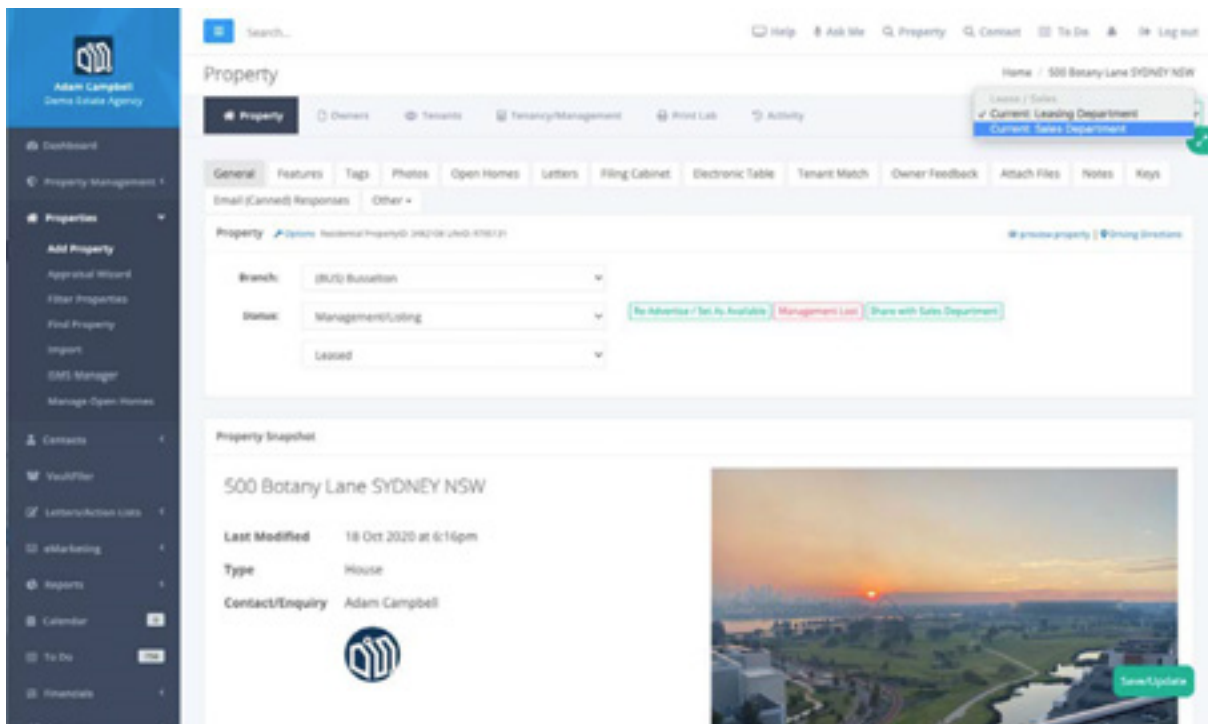 Search...
Help
Ask Me
Property
Contact
To Do
Log out
Adam Campbell
Demo Estate Agency
Property
Home / 500 Botany Lane SYDNEY NSW
Lease / Sales
✓ Current: Leasing Department
Current: Sales Department
Property
Owners
Tenants
Tenancy/Management
Print Lab
Activity
Dashboard
Property Management
Properties
Add Property
Appraisal Wizard
Filter Properties
Find Property
Import
Manager
Manage Open Homes
Contacts
VaultFiler
Letters/Action Lists
eMarketing
Reports
Calendar
To Do
Financials
General
Features
Tags
Photos
Open Homes
Letters
Filing Cabinet
Electronic Table
Tenant Match
Owner Feedback
Attach Files
Notes
Keys
Email (Canned) Responses
Other
Property
Options
preview property | Driving Directions
Branch:
(BUS) Busselton
Status:
Management/Listing
Re-Advertise / Set As Available
Management Lost
Share with Sales Department
Leased
Property Snapshot
500 Botany Lane SYDNEY NSW
Last Modified 18 Oct 2020 at 6:16pm
Type House
Contact/Enquiry Adam Campbell
Save/Update